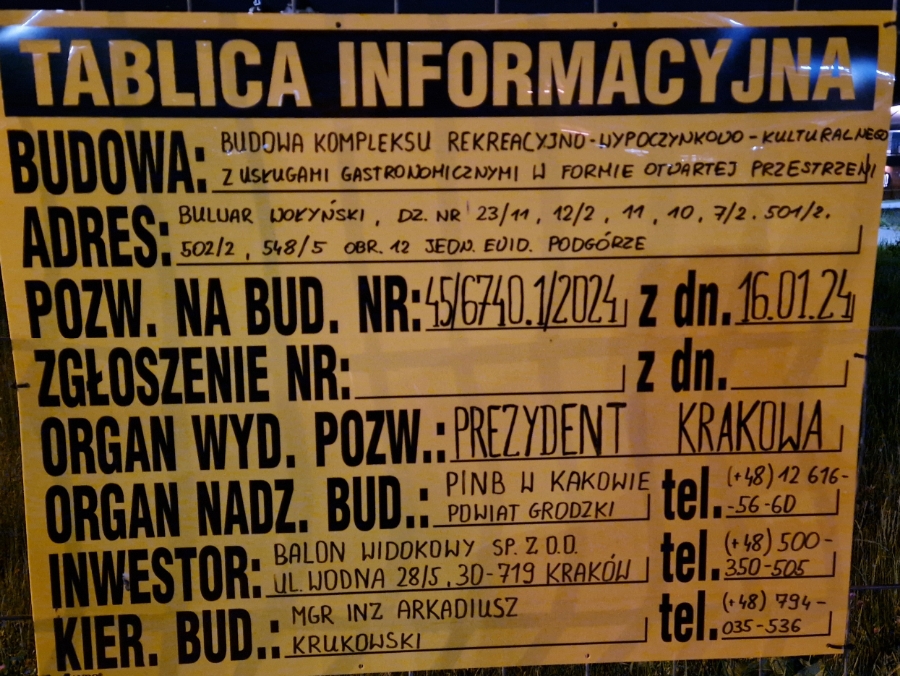 TABLICA INFORMACYJNA
BUDOWA: BUDOWA KOMPLEKSU REKREACYJNO-WYPOCZYNKOWO-KULTURALNEGO
Z USŁUGAMI GASTRONOMICZNYMI W FORMIE OTWARTEJ PRZESTRZENI
ADRES: BULWAR WOŁYŃSKI, DZ. NR 23/11, 12/2, 11, 10, 7/2. 501/2.
502/2, 548/5 OBR. 12 JEDN. EWID. PODGÓRZE
POZW. NA BUD. NR: 45/6740.1/2024 z dn. 16.01.24
ZGŁOSZENIE NR: z dn.
ORGAN WYD. POZW.: PREZYDENT KRAKOWA
ORGAN NADZ. BUD.: PINB W KAKOWIE tel. (+48) 12 616-
POWIAT GRODZKI -56-60
INWESTOR: BALON WIDOKOWY SP. Z O.O. tel. (+48) 500-
UL. WODNA 28/5, 30-719 KRAKÓW 350-505
KIER. BUD.: MGR INZ ARKADIUSZ tel. (+48) 794-
KRUKOWSKI 035-536